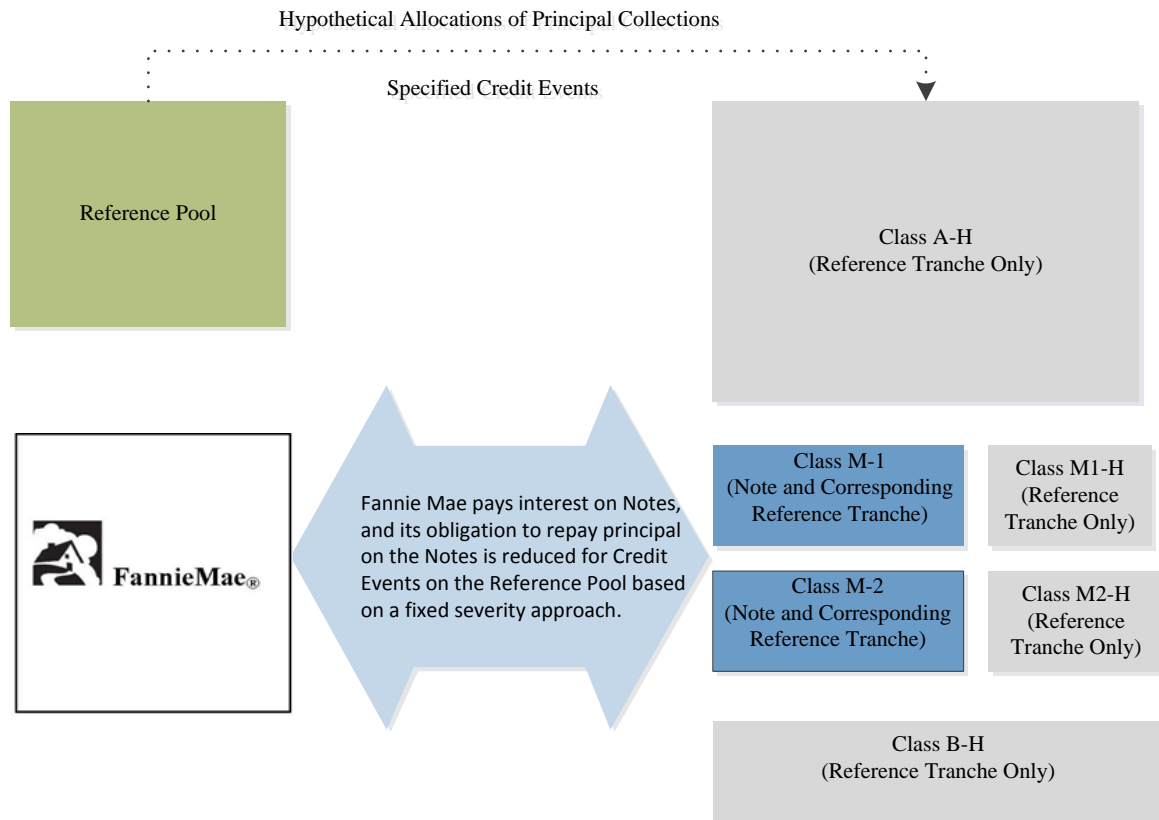 Hypothetical Allocations of Principal Collections
Specified Credit Events
Reference Pool
Class A-H
(Reference Tranche Only)
FannieMae®
Fannie Mae pays interest on Notes,
and its obligation to repay principal
on the Notes is reduced for Credit
Events on the Reference Pool based
on a fixed severity approach.
Class M-1
(Note and Corresponding
Reference Tranche)
Class M1-H
(Reference
Tranche Only)
Class M-2
(Note and Corresponding
Reference Tranche)
Class M2-H
(Reference
Tranche Only)
Class B-H
(Reference Tranche Only)